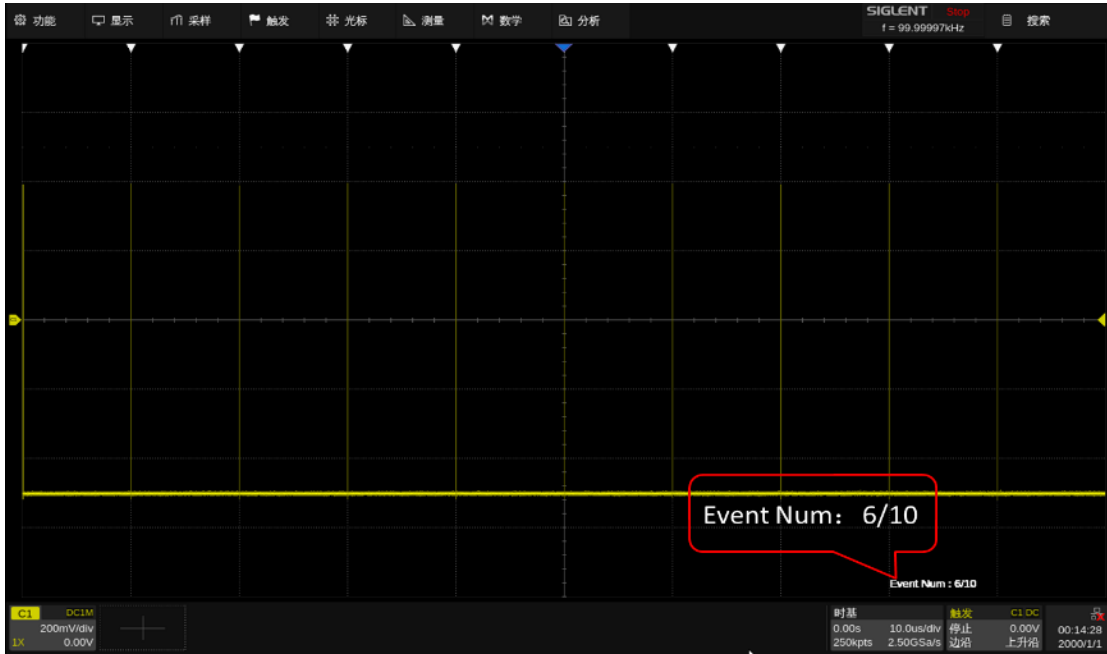 功能 显示 采样 触发 光标 测量 数学 分析 SIGLENT Stop 搜索
f = 99.99997kHz
Event Num： 6/10
Event Num : 6/10
C1 DC1M
200mV/div
1X 0.00V
时基
0.00s 10.0us/div
250kpts 2.50GSa/s
触发 C1 DC
停止 0.00V
边沿 上升沿
00:14:28
2000/1/1